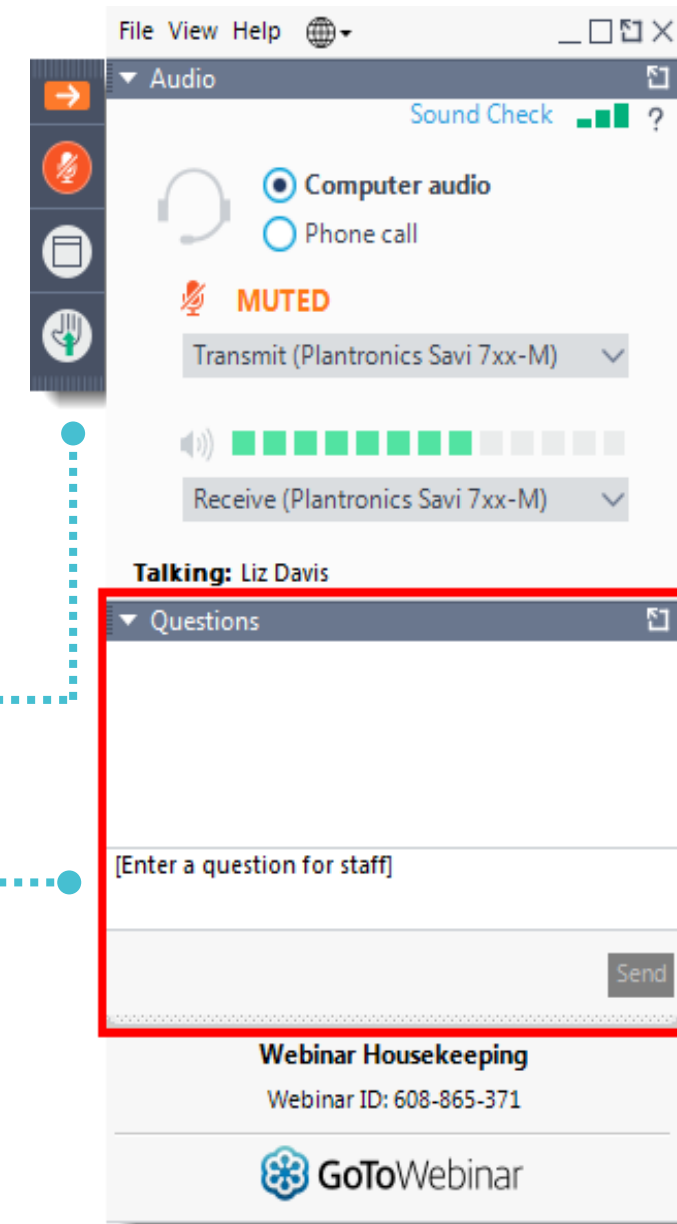 File View Help
Audio
Sound Check ?
Computer audio
Phone call
MUTED
Transmit (Plantronics Savi 7xx-M)
Receive (Plantronics Savi 7xx-M)
Talking: Liz Davis
Questions
[Enter a question for staff]
Send
Webinar Housekeeping
Webinar ID: 608-865-371
GoToWebinar